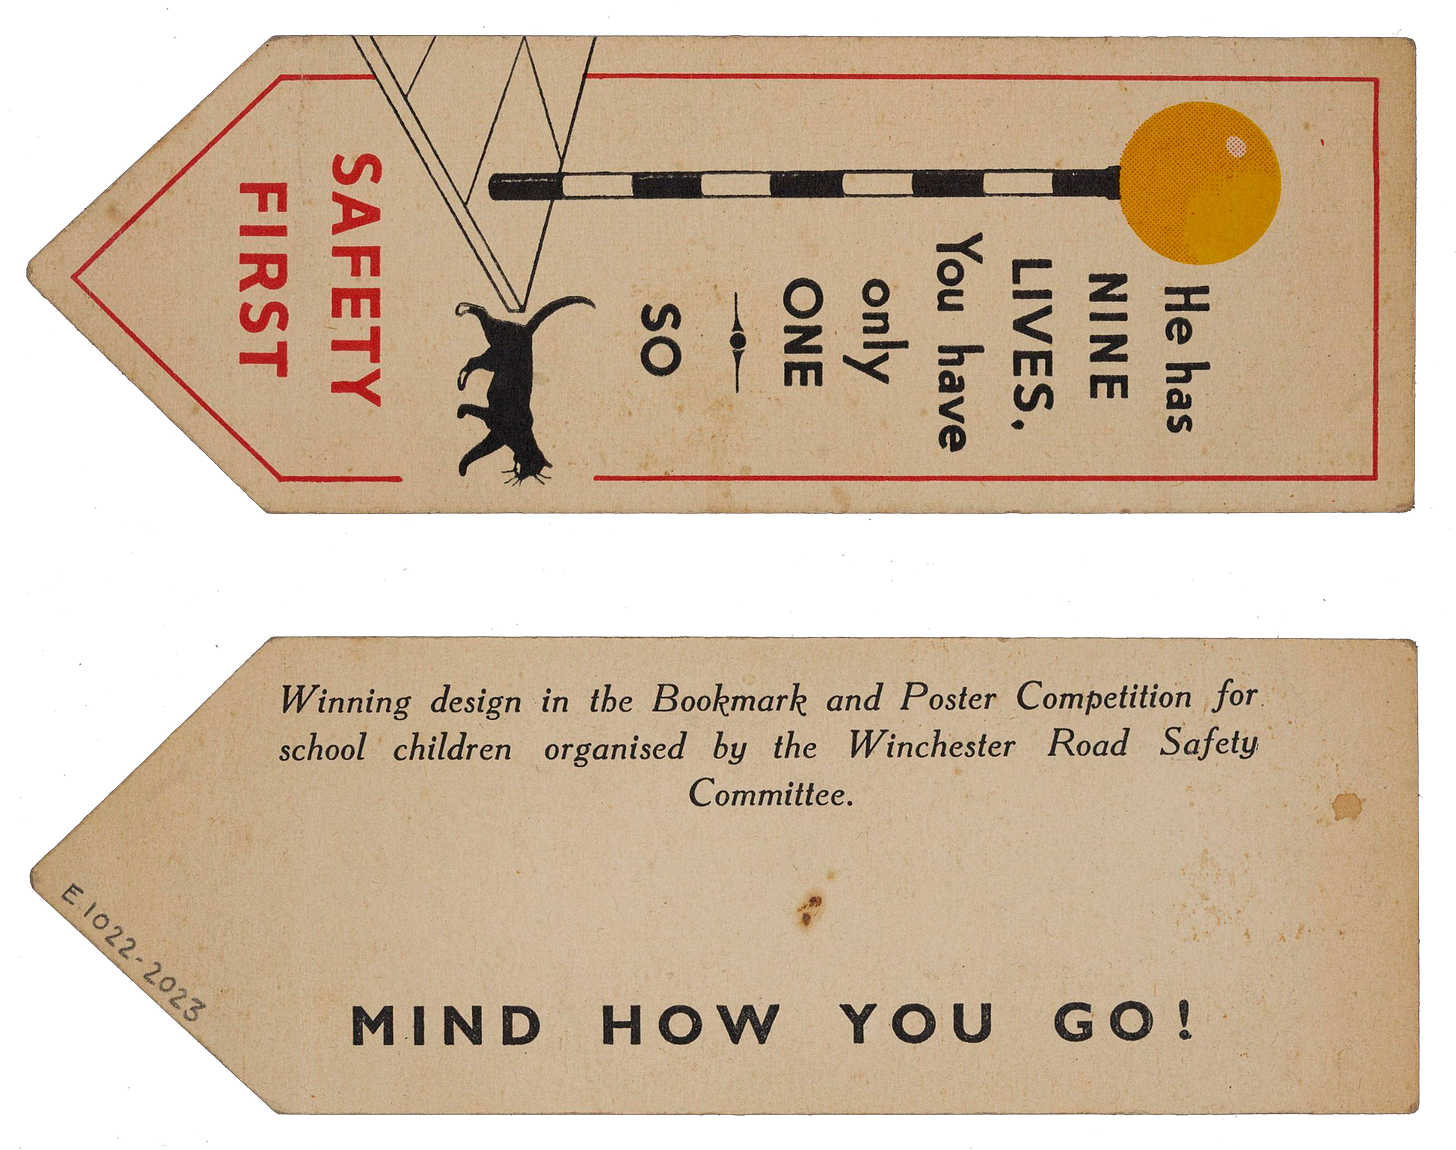 He has
NINE
LIVES.
You have
only
ONE
SO
SAFETY
FIRST
Winning design in the Bookmark and Poster Competition for
school children organised by the Winchester Road Safety
Committee.
MIND HOW YOU GO!
E.1022-2023